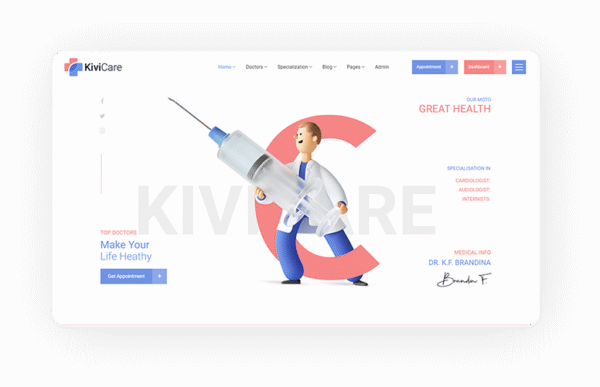 KiviCare
Home
Doctors
Specialization
Blog
Pages
Admin
Appointment +
Dashboard +
OUR MOTO
GREAT HEALTH
C
KIVICARE
SPECIALISATION IN
CARDIOLOGIST.
AUDIOLOGIST.
INTERNISTS.
TOP DOCTORS
Make Your
Life Heathy
Get Appointment +
MEDICAL INFO
DR. K.F. BRANDINA
Brandon F.